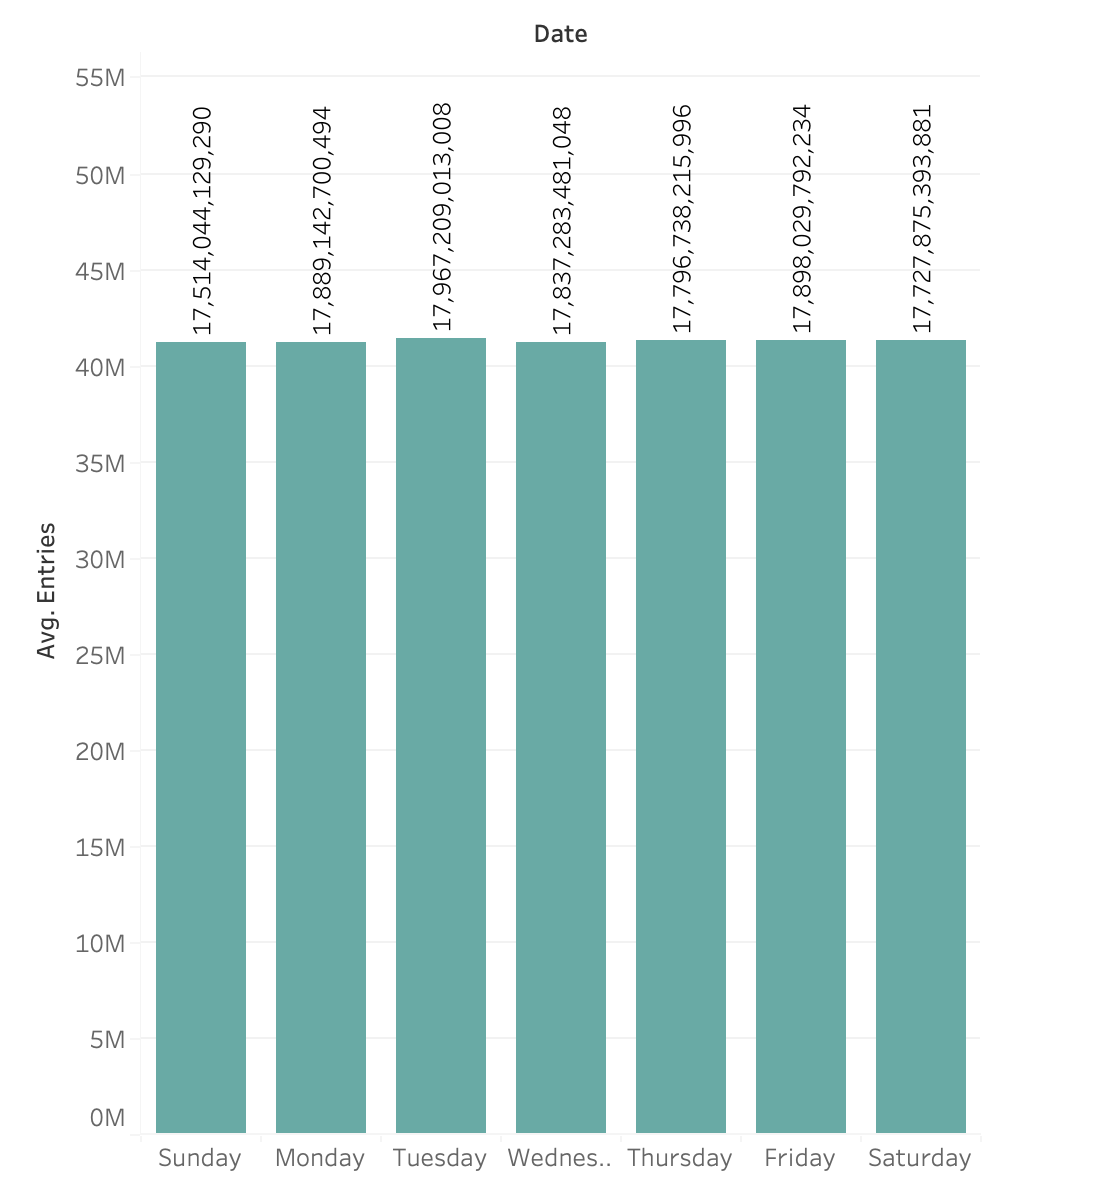 Date
55M
50M
45M
40M
35M
30M
25M
20M
15M
10M
5M
0M
Avg. Entries
17,514,044,129,290
17,889,142,700,494
17,967,209,013,008
17,837,283,481,048
17,796,738,215,996
17,898,029,792,234
17,727,875,393,881
Sunday
Monday
Tuesday
Wednes..
Thursday
Friday
Saturday